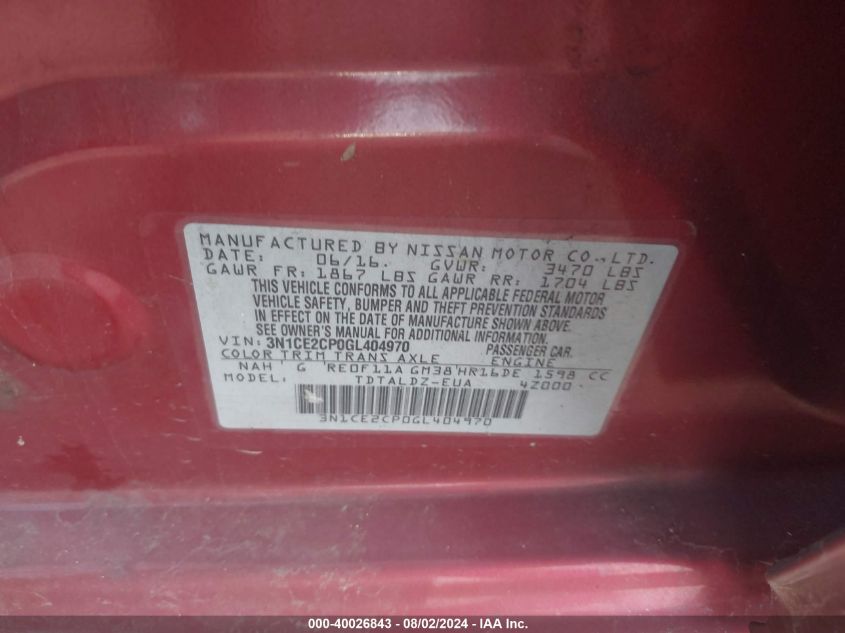 MANUFACTURED BY NISSAN MOTOR CO., LTD.
DATE: 06/16. GVWR: 3470 LBS
GAWR FR: 1867 LBS GAWR RR: 1704 LBS
THIS VEHICLE CONFORMS TO ALL APPLICABLE FEDERAL MOTOR
VEHICLE SAFETY, BUMPER AND THEFT PREVENTION STANDARDS
IN EFFECT ON THE DATE OF MANUFACTURE SHOWN ABOVE.
SEE OWNER'S MANUAL FOR ADDITIONAL INFORMATION.
VIN: 3N1CE2CP0GL404970 PASSENGER CAR.
COLOR TRIM TRANS AXLE ENGINE
NAH G RE0F11A GM38 HR16DE 1598 CC
MODEL: TDTALDZ-EUA 4Z000
3N1CE2CP0GL404970
000-40026843 - 08/02/2024 - IAA Inc.